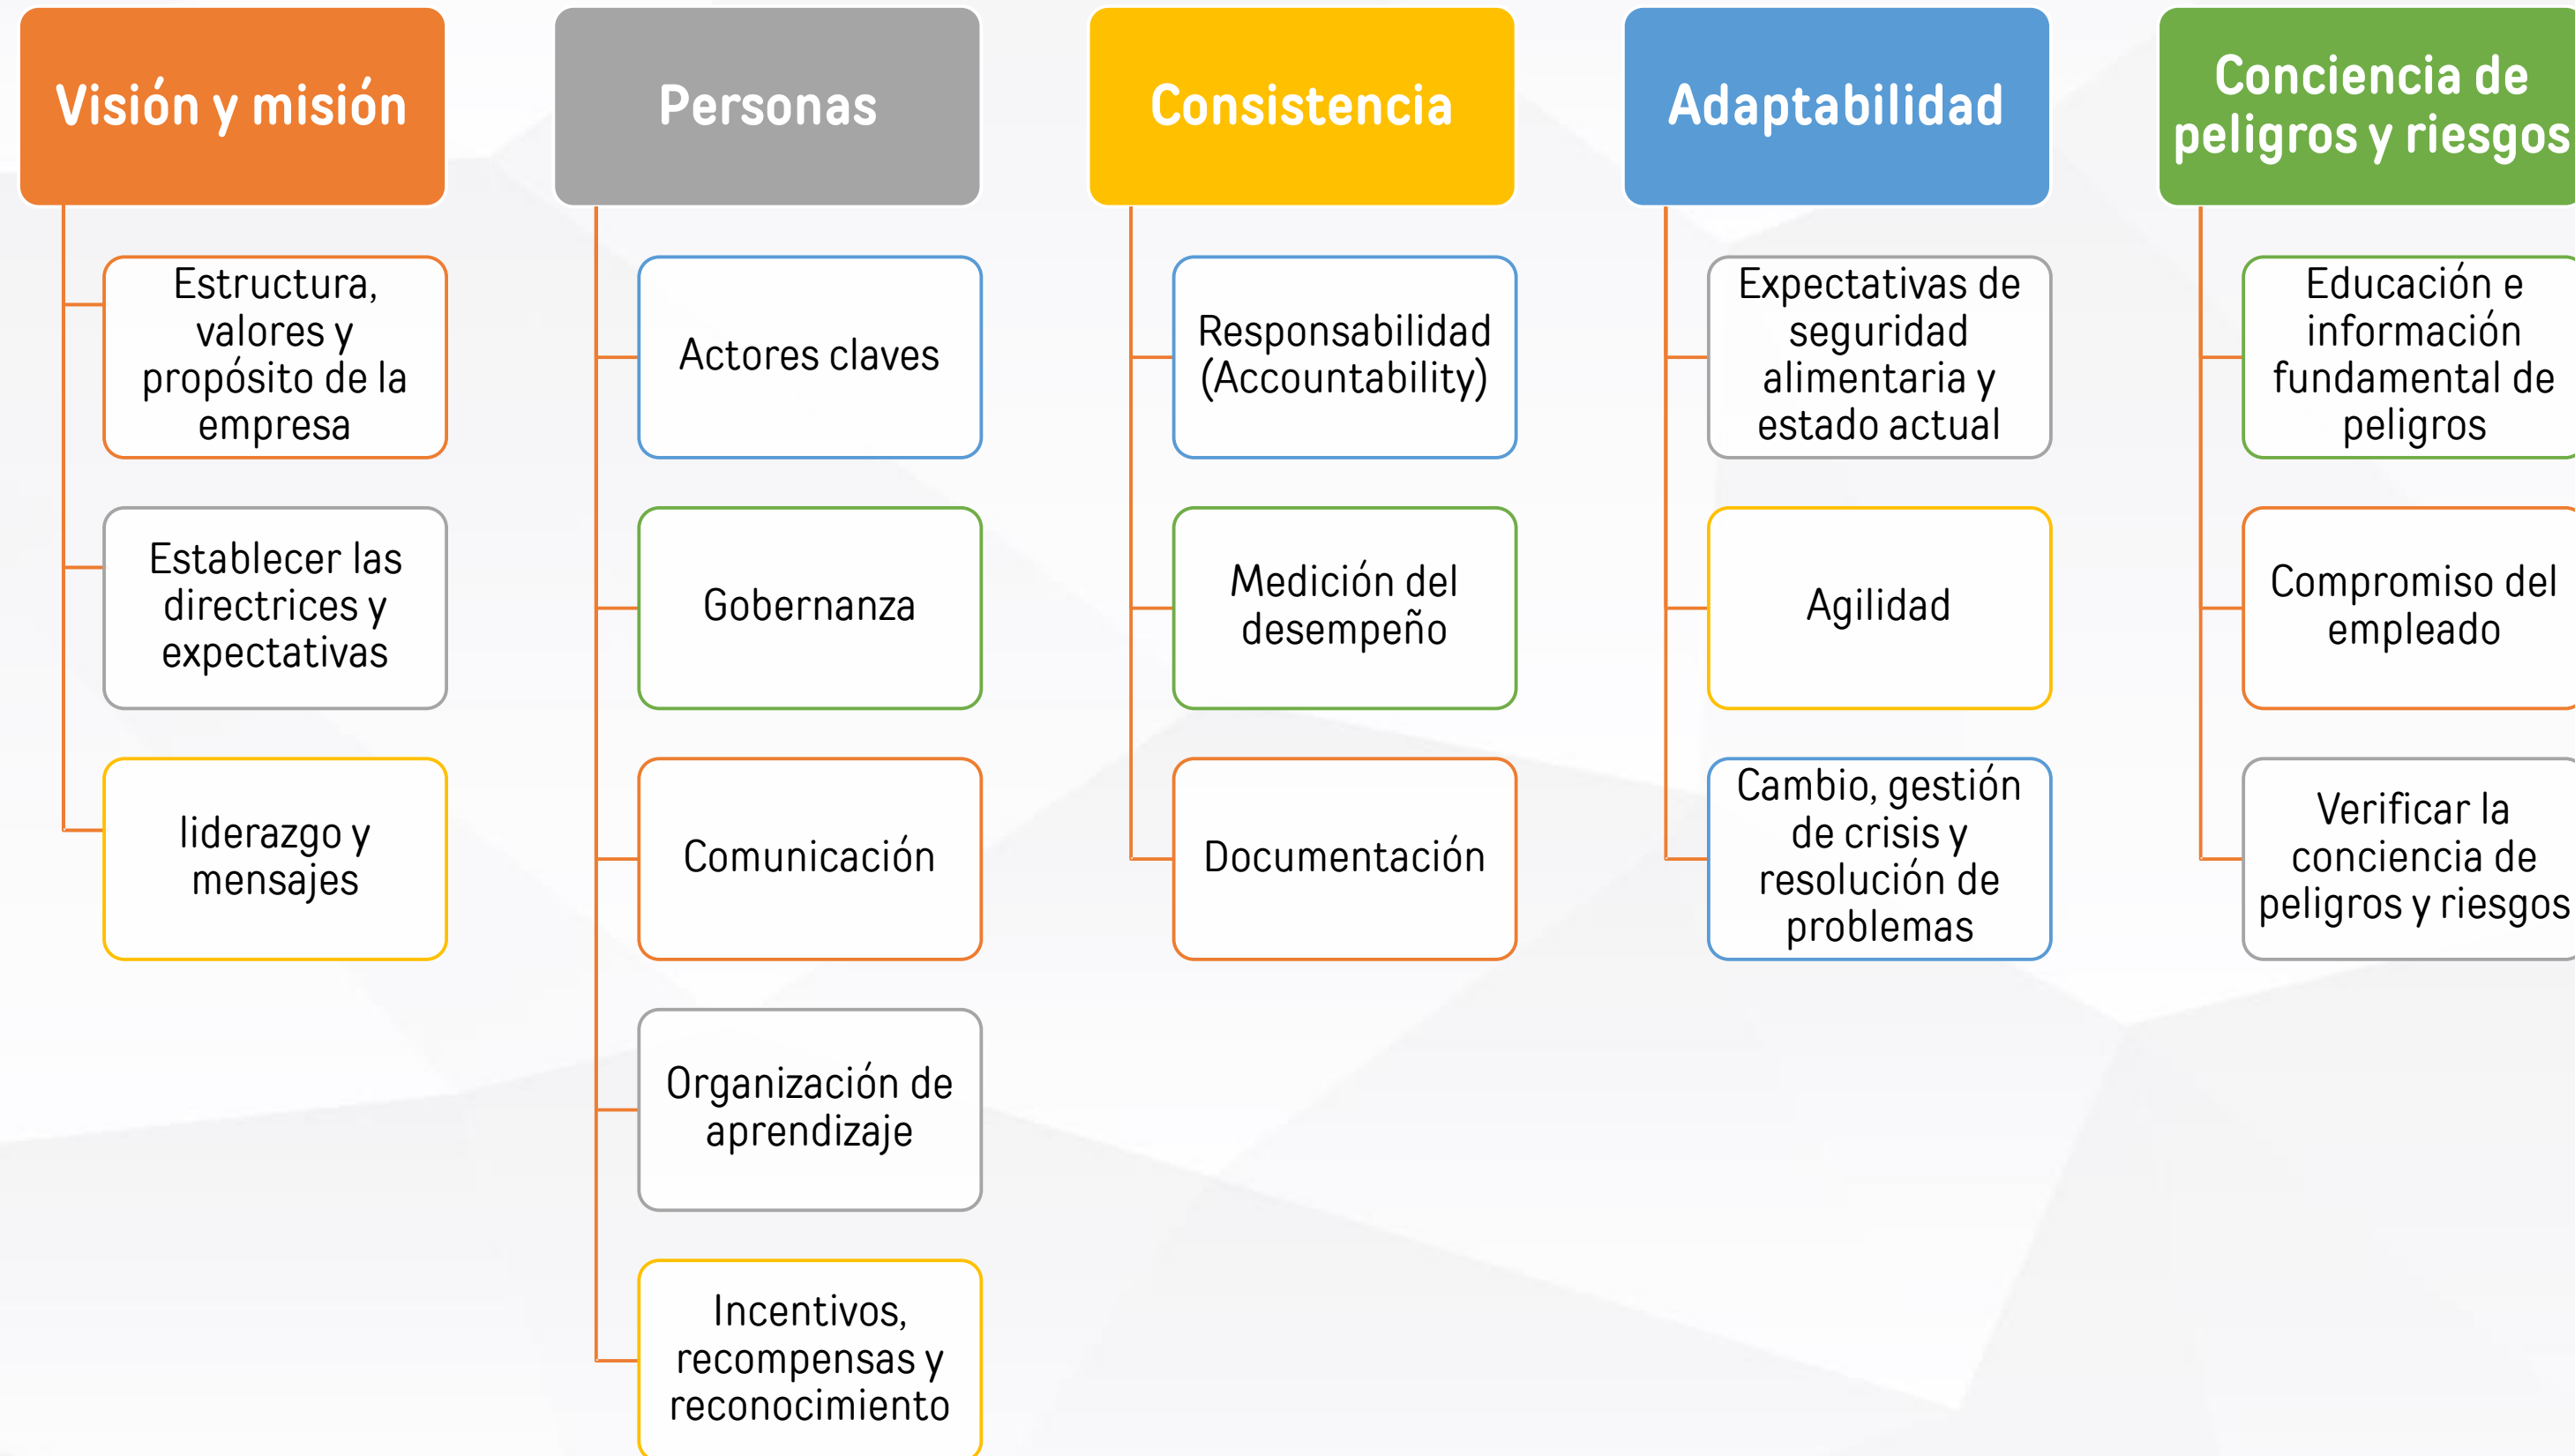 Visión y misión
Estructura,
valores y
propósito de la
empresa
Establecer las
directrices y
expectativas
liderazgo y
mensajes
Personas
Actores claves
Gobernanza
Comunicación
Organización de
aprendizaje
Incentivos,
recompensas y
reconocimiento
Consistencia
Responsabilidad
(Accountability)
Medición del
desempeño
Documentación
Adaptabilidad
Expectativas de
seguridad
alimentaria y
estado actual
Agilidad
Cambio, gestión
de crisis y
resolución de
problemas
Conciencia de
peligros y riesgos
Educación e
información
fundamental de
peligros
Compromiso del
empleado
Verificar la
conciencia de
peligros y riesgos